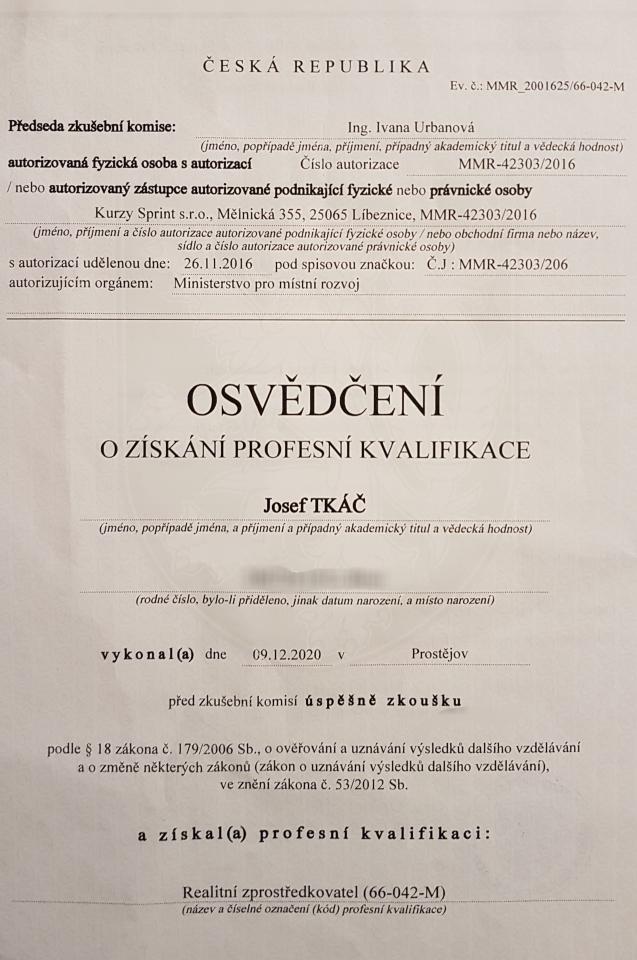 ČESKÁ REPUBLIKA
Ev. č.: MMR_2001625/66-042-M
Předseda zkušební komise: Ing. Ivana Urbanová
(jméno, popřípadě jména, příjmení, případný akademický titul a vědecká hodnost)
autorizovaná fyzická osoba s autorizací Číslo autorizace MMR-42303/2016
/ nebo autorizovaný zástupce autorizované podnikající fyzické nebo právnické osoby
Kurzy Sprint s.r.o., Mělnická 355, 25065 Líbeznice, MMR-42303/2016
(jméno, příjmení a číslo autorizace autorizované podnikající fyzické osoby / nebo obchodní firma nebo název,
sídlo a číslo autorizace autorizované právnické osoby)
s autorizací udělenou dne: 26.11.2016 pod spisovou značkou: Č.J : MMR-42303/206
autorizujícím orgánem: Ministerstvo pro místní rozvoj
OSVĚDČENÍ
O ZÍSKÁNÍ PROFESNÍ KVALIFIKACE
Josef TKÁČ
(jméno, popřípadě jména, a příjmení a případný akademický titul a vědecká hodnost)
(rodné číslo, bylo-li přiděleno, jinak datum narození, a místo narození)
vykonal(a) dne 09.12.2020 v Prostějov
před zkušební komisí úspěšně zkoušku
podle § 18 zákona č. 179/2006 Sb., o ověřování a uznávání výsledků dalšího vzdělávání
a o změně některých zákonů (zákon o uznávání výsledků dalšího vzdělávání),
ve znění zákona č. 53/2012 Sb.
a získal(a) profesní kvalifikaci:
Realitní zprostředkovatel (66-042-M)
(název a číselné označení (kód) profesní kvalifikace)